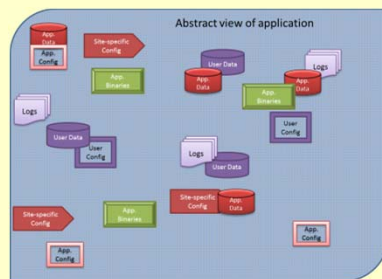 Abstract view of application
App.
Data
App.
Config
Site-specific
Config
App.
Binaries
User Data
App.
Data
Logs
App.
Data
App.
Binaries
Logs
User Data
User
Config
User
Config
Logs
User Data
Site-specific
Config
App.
Data
Site-specific
Config
App.
Binaries
App.
Config
App.
Config